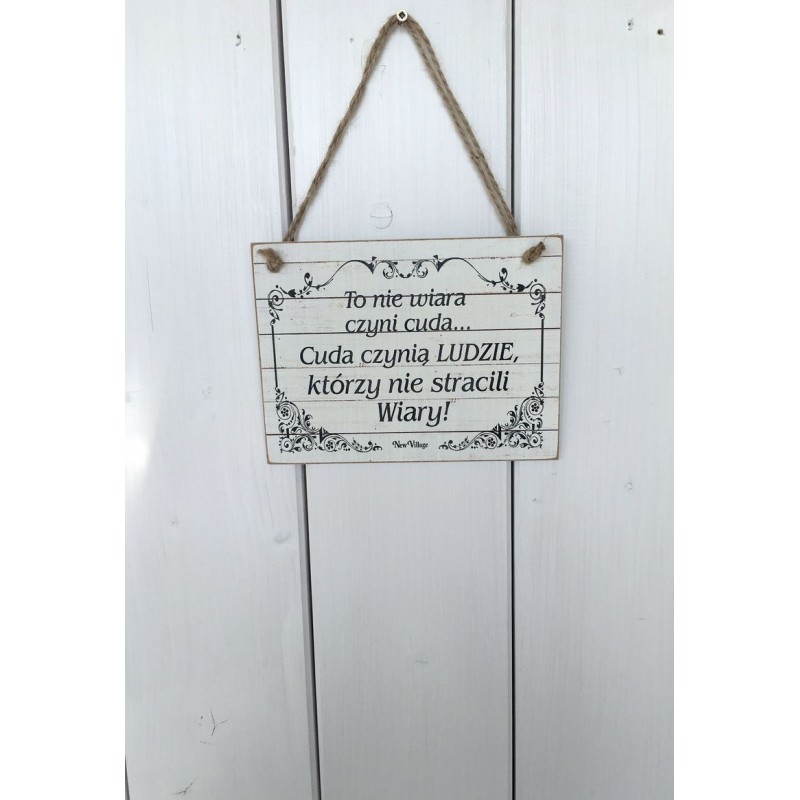 To nie wiara
czyni cuda...
Cuda czynią LUDZIE,
którzy nie stracili
Wiary!
New Village